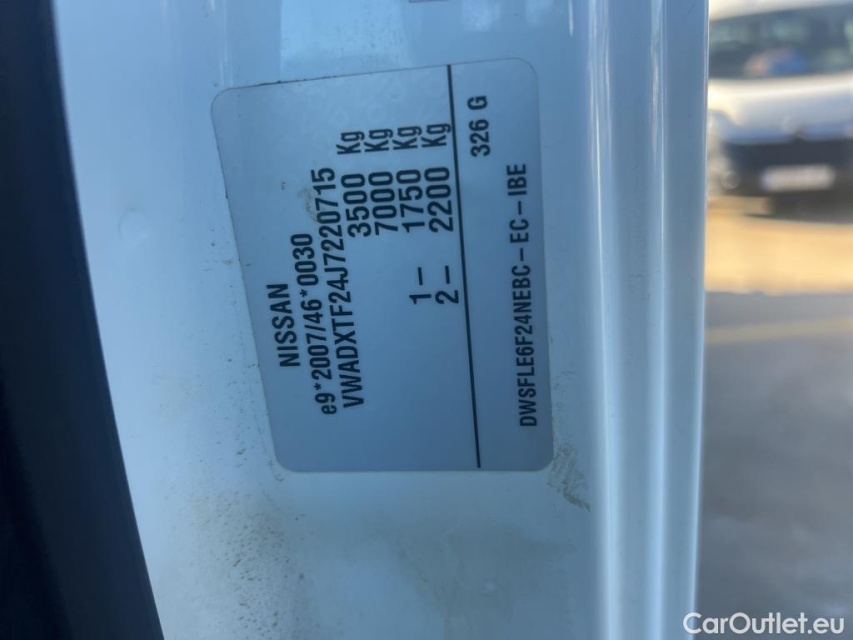 NISSAN
e9*2007/46*0030
VWADXTF24J7220715
3500 Kg
7000 Kg
1– 1750 Kg
2– 2200 Kg
326 G
DWSFLE6F24NEBC–EC–IBE
CarOutlet.eu